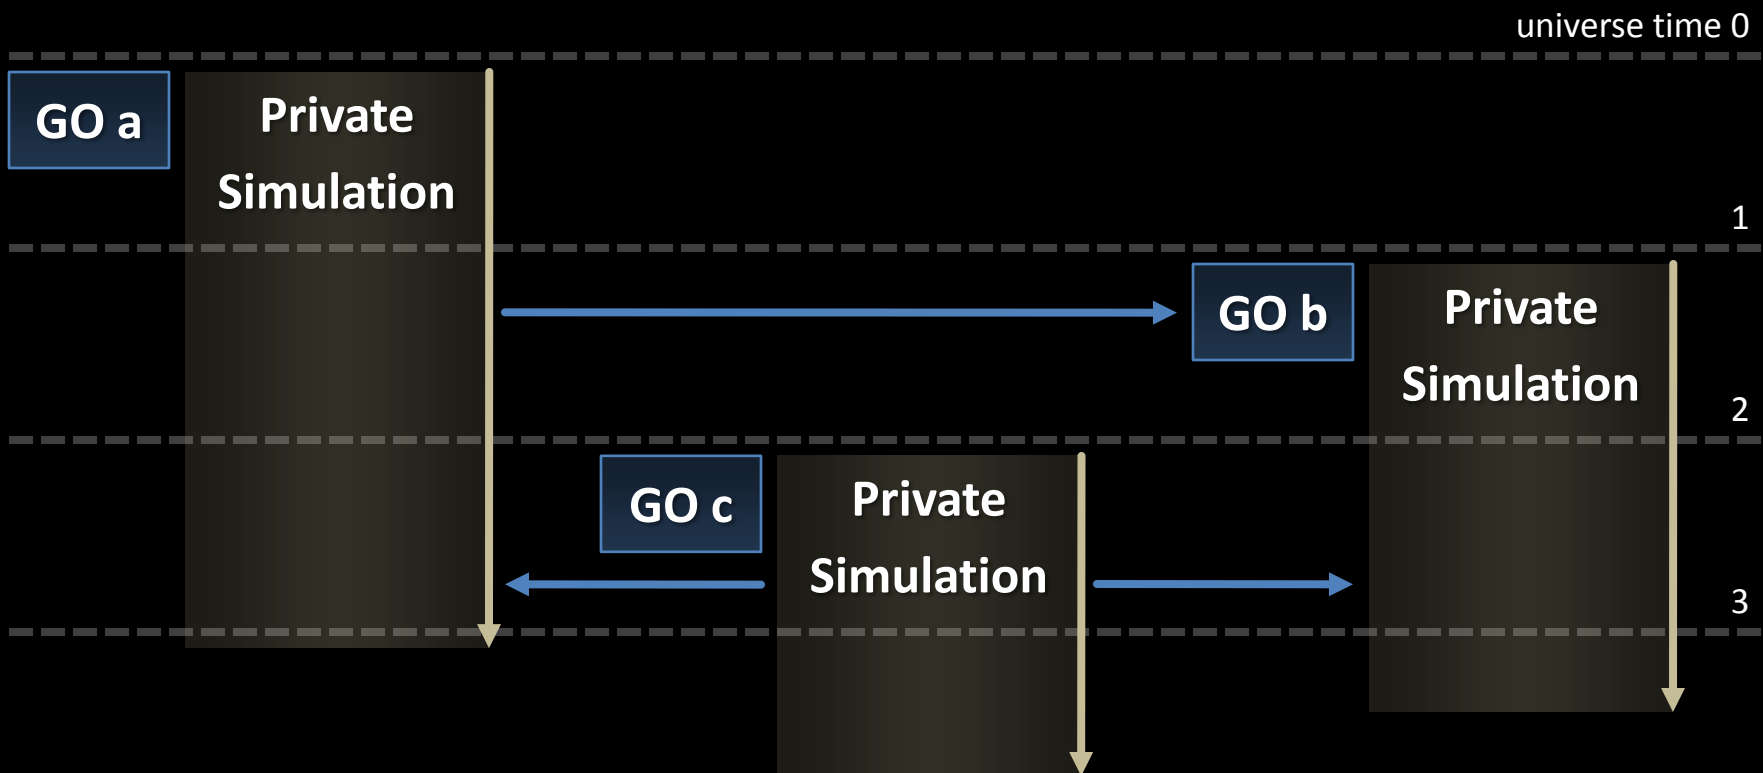 universe time 0
GO a
Private
Simulation
1
GO b
Private
Simulation
2
GO c
Private
Simulation
3